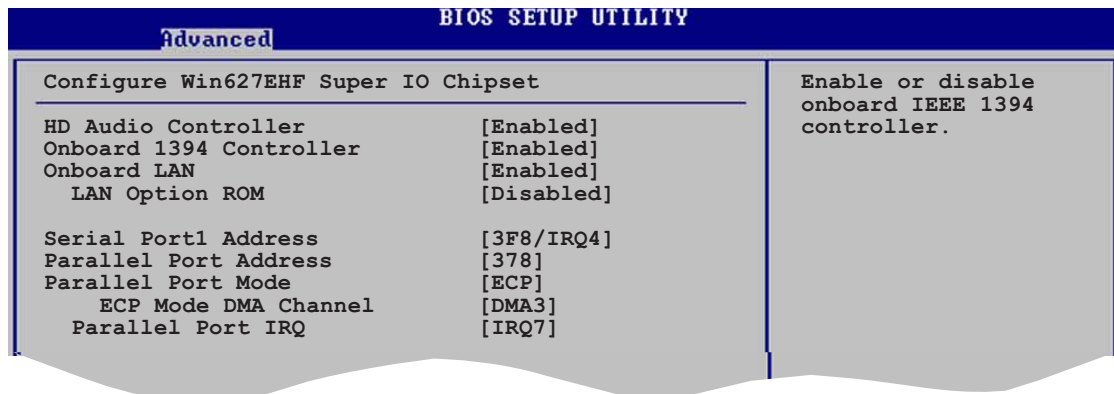 BIOS SETUP UTILITY
Advanced
Configure Win627EHF Super IO Chipset
HD Audio Controller [Enabled]
Onboard 1394 Controller [Enabled]
Onboard LAN [Enabled]
LAN Option ROM [Disabled]
Serial Port1 Address [3F8/IRQ4]
Parallel Port Address [378]
Parallel Port Mode [ECP]
ECP Mode DMA Channel [DMA3]
Parallel Port IRQ [IRQ7]
Enable or disable
onboard IEEE 1394
controller.